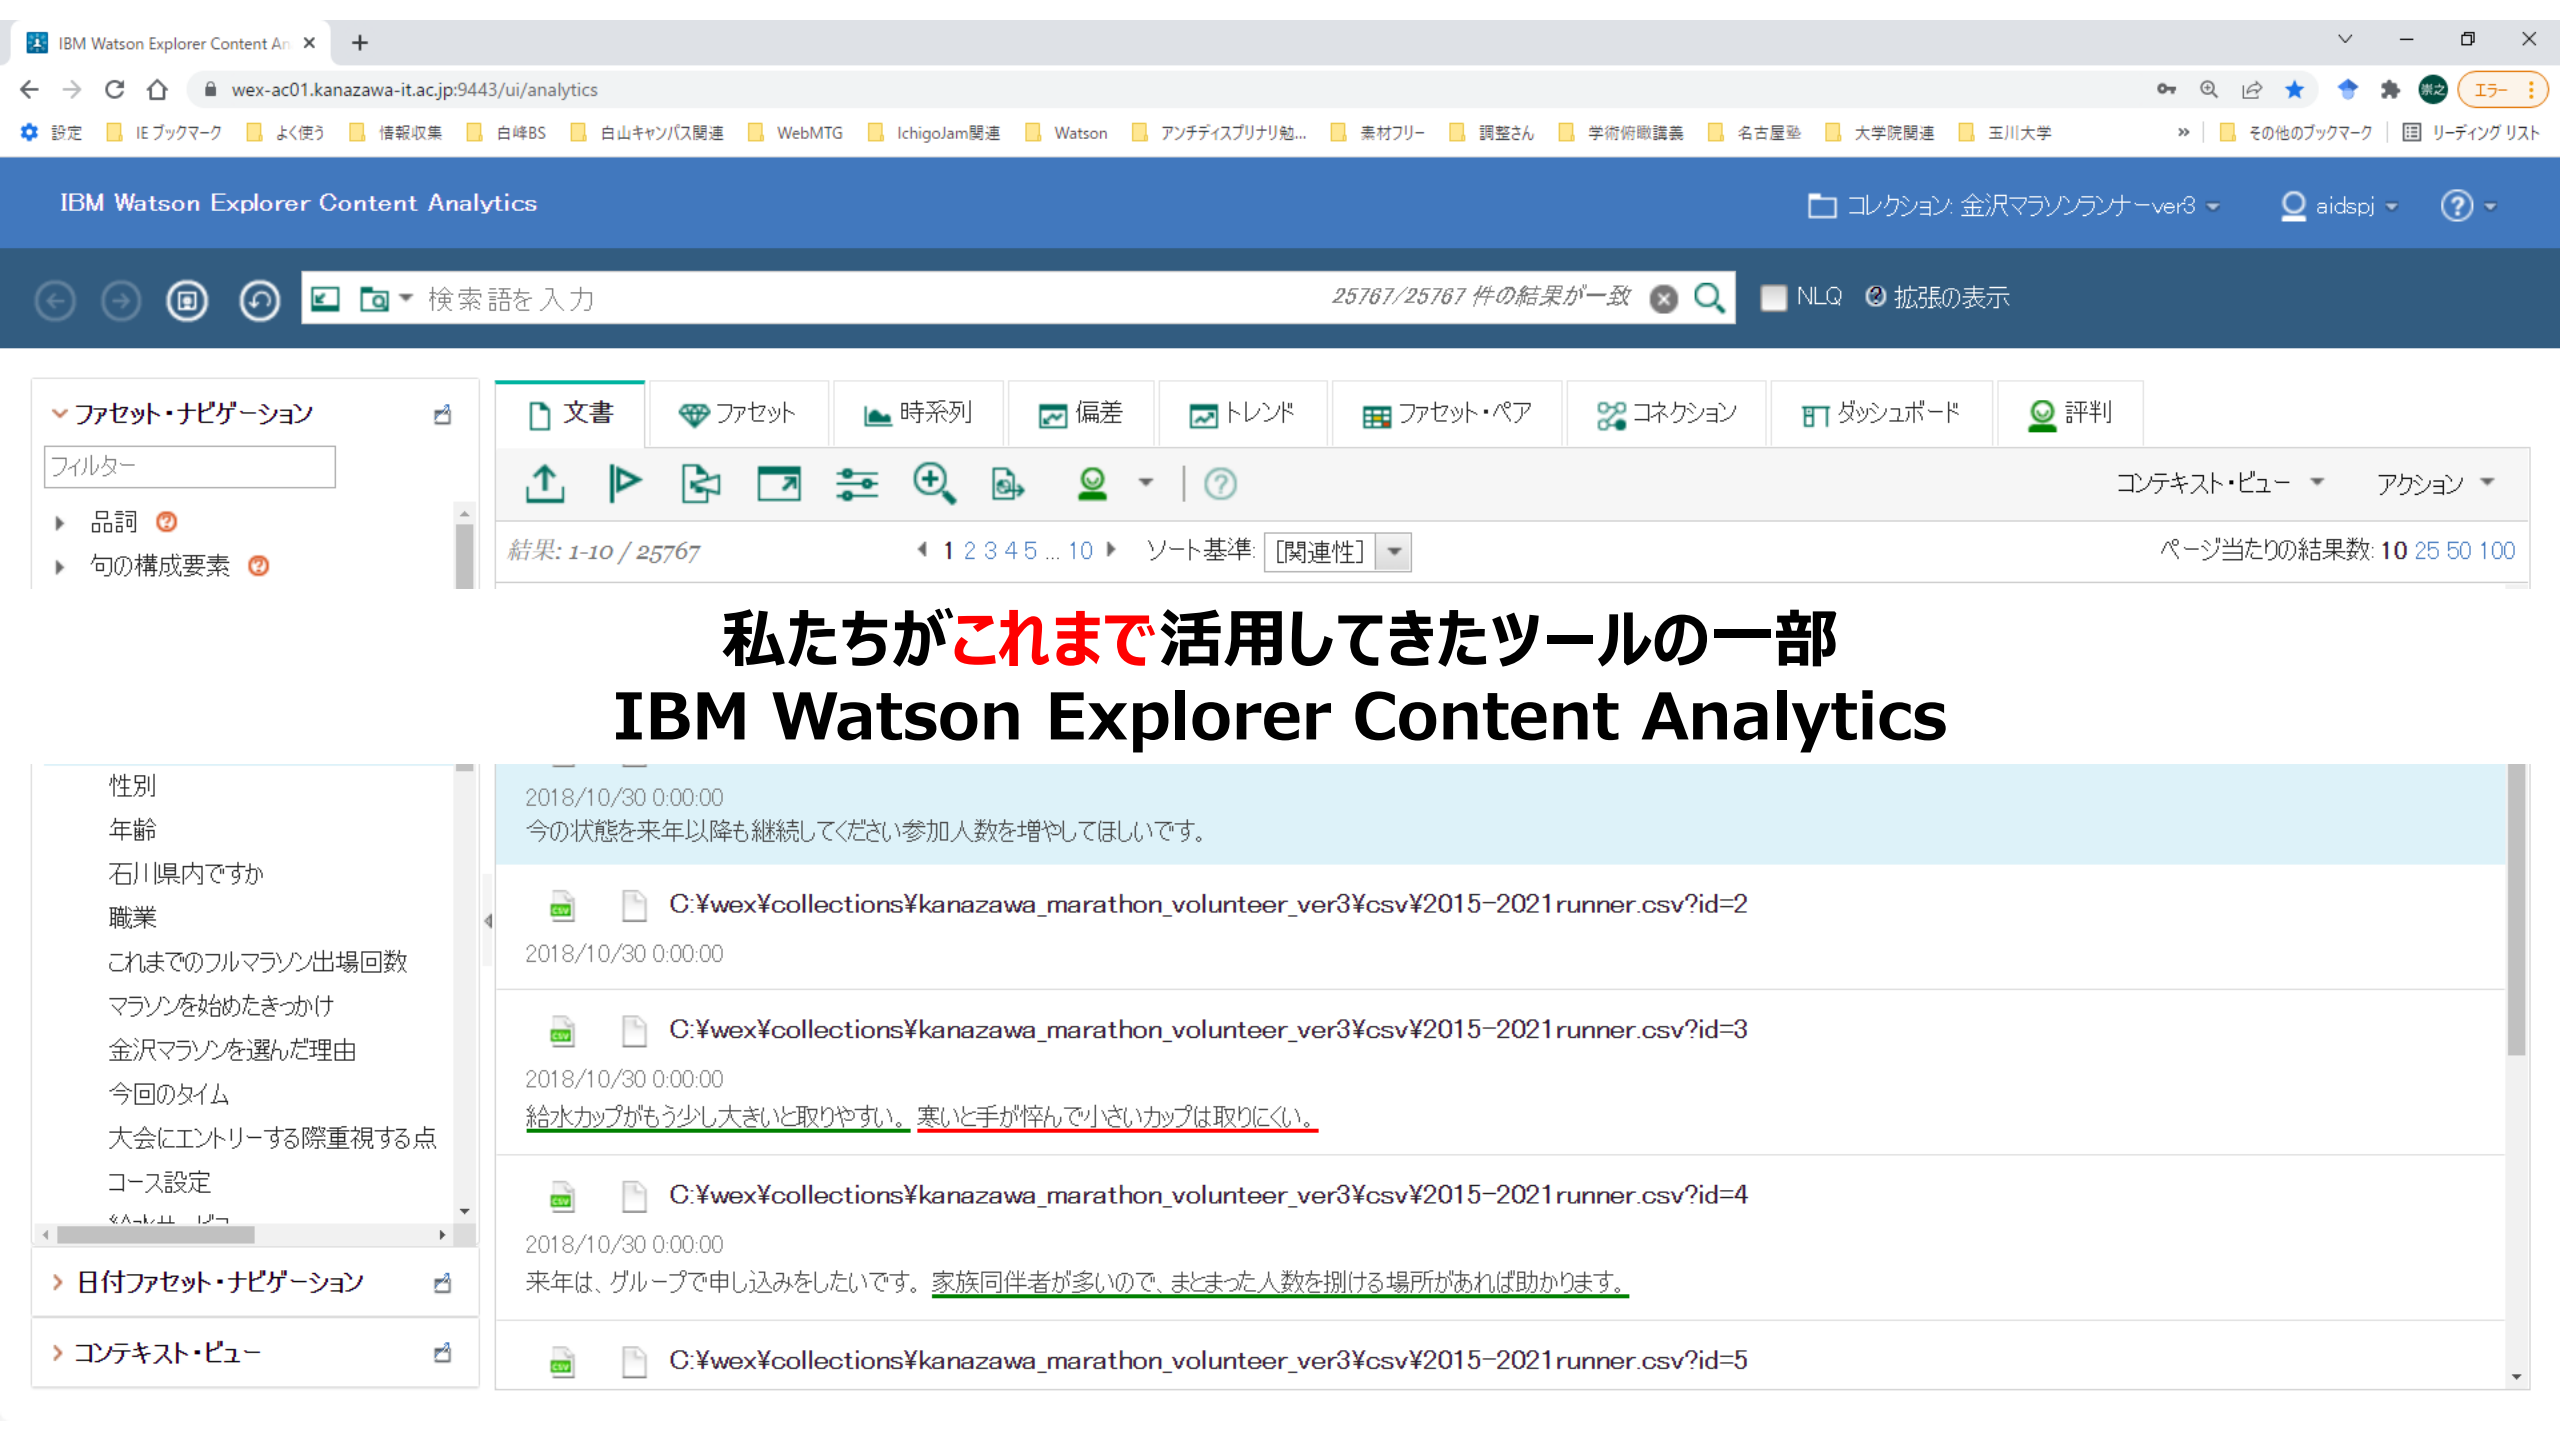 IBM Watson Explorer Content An
wex-ac01.kanazawa-it.ac.jp:9443/ui/analytics
崇之
エラー
設定 IE ブックマーク よく使う 情報収集 白峰BS 白山キャンパス関連 WebMTG IchigoJam関連 Watson アンチディスプリナリ勉... 素材フリー 調整さん 学術俯瞰講義 名古屋塾 大学院関連 玉川大学 » その他のブックマーク リーディング リスト
IBM Watson Explorer Content Analytics
コレクション: 金沢マラソンランナーver3 aidspj
検索語を入力 25767/25767 件の結果が一致 NLQ 拡張の表示
ファセット・ナビゲーション
文書 ファセット 時系列 偏差 トレンド ファセット・ペア コネクション ダッシュボード 評判
フィルター
コンテキスト・ビュー アクション
品詞
句の構成要素
結果: 1-10 / 25767 1 2 3 4 5 ... 10 ソート基準: [関連性] ページ当たりの結果数: 10 25 50 100
私たちがこれまで活用してきたツールの一部
IBM Watson Explorer Content Analytics
性別
年齢
石川県内ですか
職業
これまでのフルマラソン出場回数
マラソンを始めたきっかけ
金沢マラソンを選んだ理由
今回のタイム
大会にエントリーする際重視する点
コース設定
日付ファセット・ナビゲーション
コンテキスト・ビュー
2018/10/30 0:00:00
今の状態を来年以降も継続してください参加人数を増やしてほしいです。
CSV C:¥wex¥collections¥kanazawa_marathon_volunteer_ver3¥csv¥2015-2021runner.csv?id=2
2018/10/30 0:00:00
CSV C:¥wex¥collections¥kanazawa_marathon_volunteer_ver3¥csv¥2015-2021runner.csv?id=3
2018/10/30 0:00:00
給水カップがもう少し大きいと取りやすい。 寒いと手が悴んで小さいカップは取りにくい。
CSV C:¥wex¥collections¥kanazawa_marathon_volunteer_ver3¥csv¥2015-2021runner.csv?id=4
2018/10/30 0:00:00
来年は、グループで申し込みをしたいです。 家族同伴者が多いので、まとまった人数を捌ける場所があれば助かります。
CSV C:¥wex¥collections¥kanazawa_marathon_volunteer_ver3¥csv¥2015-2021runner.csv?id=5